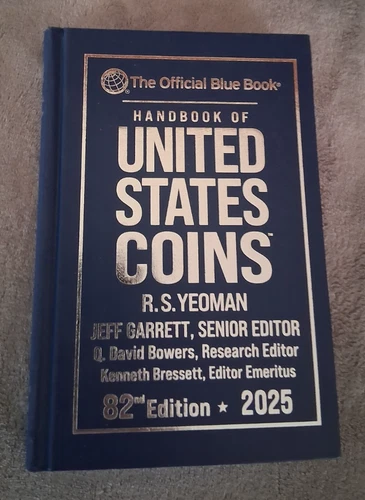 The Official Blue Book®
HANDBOOK OF
UNITED
STATES
COINS™
R. S. YEOMAN
JEFF GARRETT, SENIOR EDITOR
Q. David Bowers, Research Editor
Kenneth Bressett, Editor Emeritus
82nd Edition ★ 2025